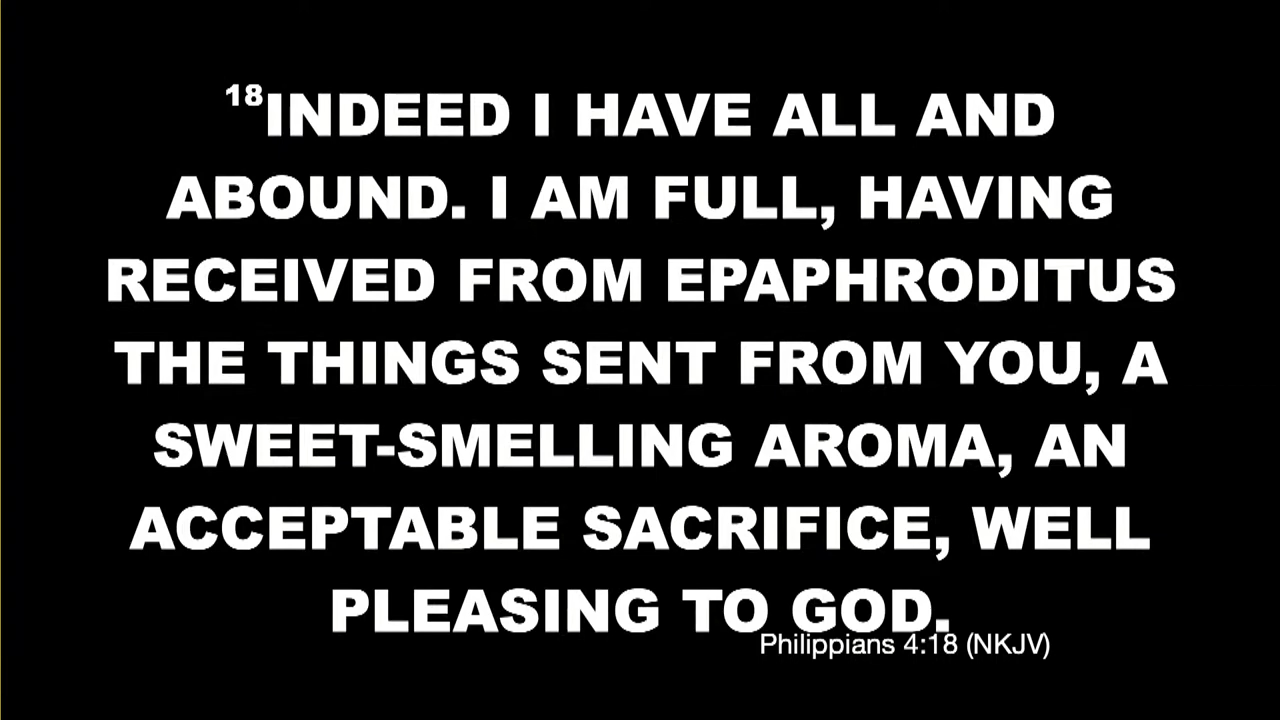 18INDEED I HAVE ALL AND
ABOUND. I AM FULL, HAVING
RECEIVED FROM EPAPHRODITUS
THE THINGS SENT FROM YOU, A
SWEET-SMELLING AROMA, AN
ACCEPTABLE SACRIFICE, WELL
PLEASING TO GOD.
Philippians 4:18 (NKJV)